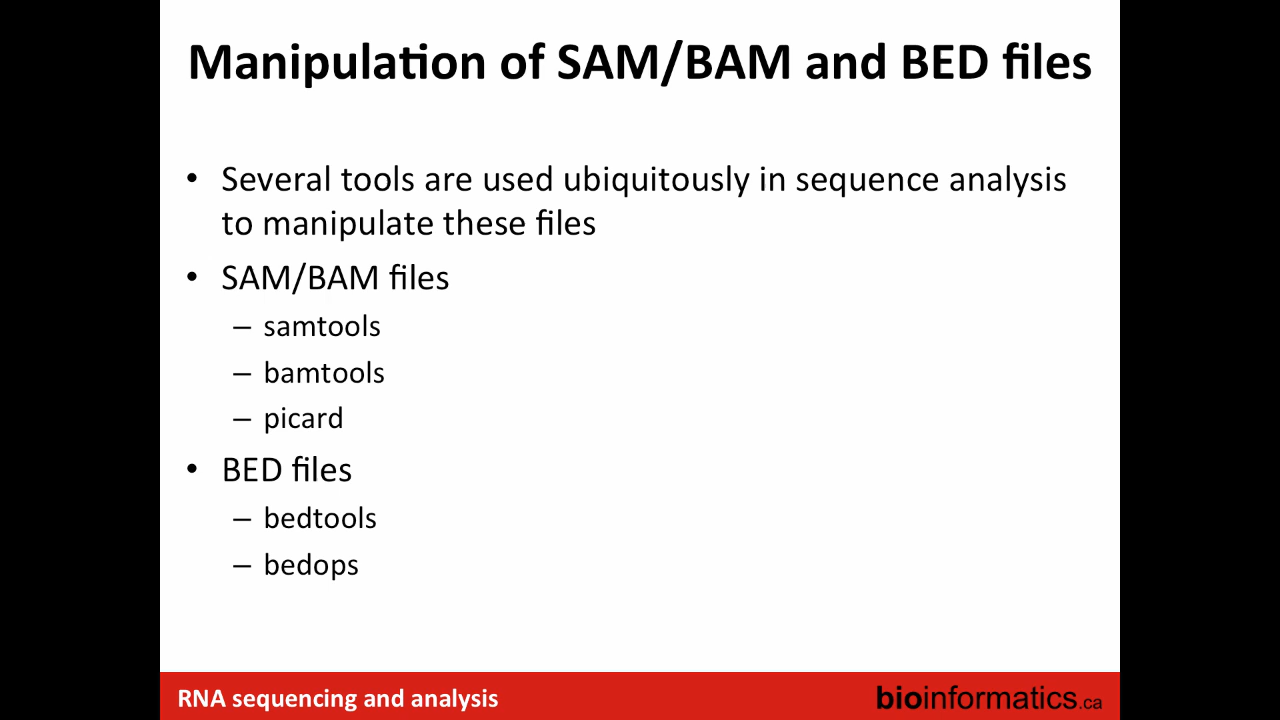 Manipulation of SAM/BAM and BED files
• Several tools are used ubiquitously in sequence analysis
to manipulate these files
• SAM/BAM files
– samtools
– bamtools
– picard
• BED files
– bedtools
– bedops
RNA sequencing and analysis
bioinformatics.ca